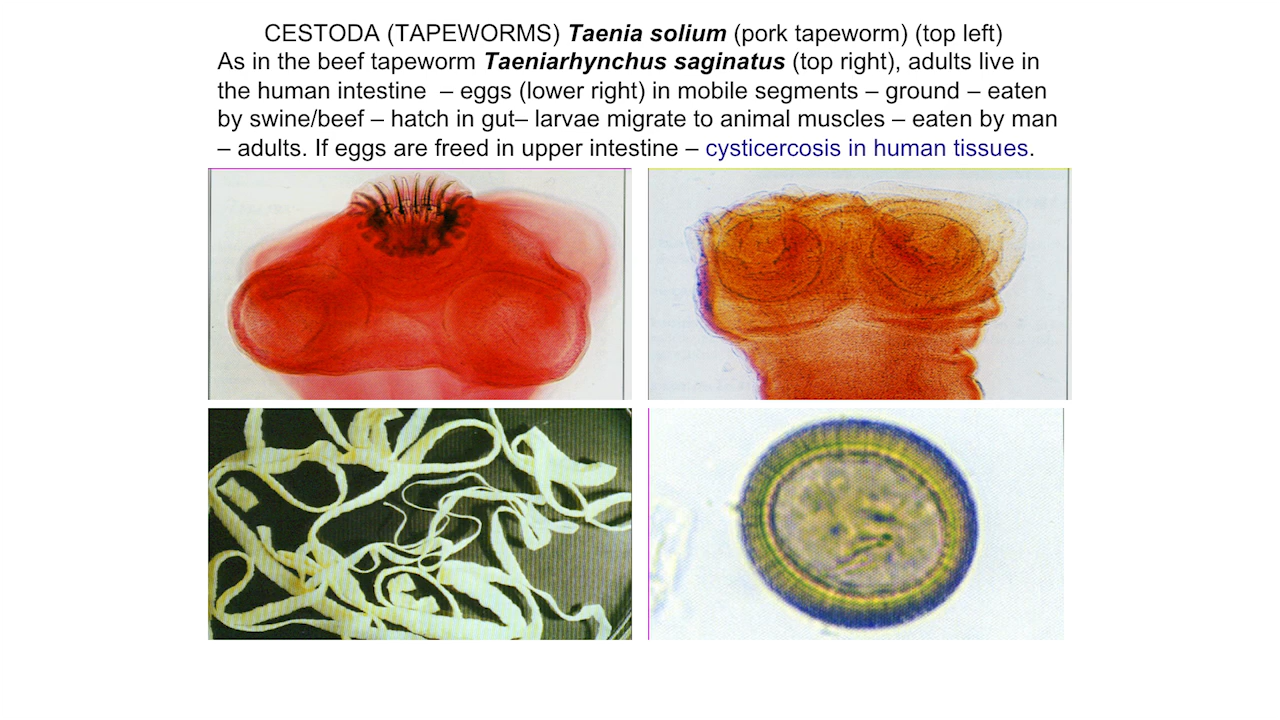 CESTODA (TAPEWORMS) Taenia solium (pork tapeworm) (top left)
As in the beef tapeworm Taeniarhynchus saginatus (top right), adults live in
the human intestine – eggs (lower right) in mobile segments – ground – eaten
by swine/beef – hatch in gut– larvae migrate to animal muscles – eaten by man
– adults. If eggs are freed in upper intestine – cysticercosis in human tissues.